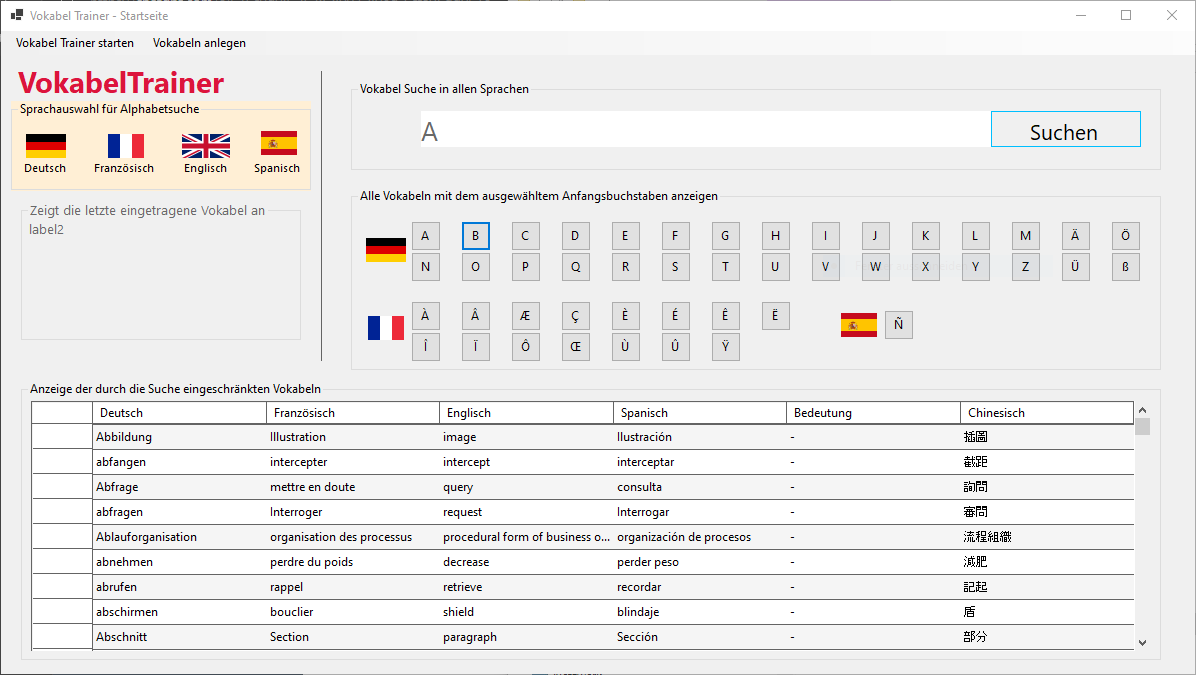 Vokabel Trainer - Startseite
Vokabel Trainer starten Vokabeln anlegen
VokabelTrainer
Sprachauswahl für Alphabetsuche
Deutsch Französisch Englisch Spanisch
Zeigt die letzte eingetragene Vokabel an
label2
Vokabel Suche in allen Sprachen
A Suchen
Alle Vokabeln mit dem ausgewähltem Anfangsbuchstaben anzeigen
A B C D E F G H I J K L M Ä Ö
N O P Q R S T U V W X Y Z Ü ß
À Â Æ Ç È É Ê Ë Ñ
Î Ï Ô Œ Ù Û Ÿ
Anzeige der durch die Suche eingeschränkten Vokabeln
Deutsch Französisch Englisch Spanisch Bedeutung Chinesisch
Abbildung Illustration image Ilustración - 插圖
abfangen intercepter intercept interceptar - 截距
Abfrage mettre en doute query consulta - 詢問
abfragen Interroger request Interrogar - 審問
Ablauforganisation organisation des processus procedural form of business o... organización de procesos - 流程組織
abnehmen perdre du poids decrease perder peso - 減肥
abrufen rappel retrieve recordar - 記起
abschirmen bouclier shield blindaje - 盾
Abschnitt Section paragraph Sección - 部分